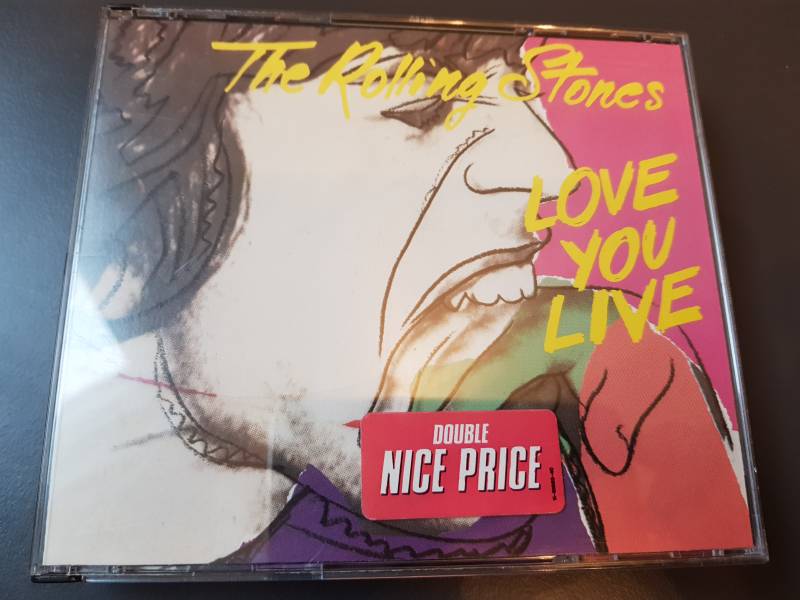 The Rolling Stones
LOVE
YOU
LIVE
DOUBLE
NICE PRICE